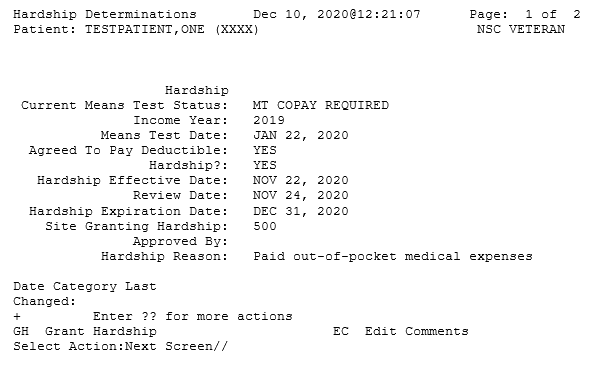 Hardship Determinations Dec 10, 2020@12:21:07 Page: 1 of 2
Patient: TESTPATIENT,ONE (XXXX) NSC VETERAN
Hardship
Current Means Test Status: MT COPAY REQUIRED
Income Year: 2019
Means Test Date: JAN 22, 2020
Agreed To Pay Deductible: YES
Hardship?: YES
Hardship Effective Date: NOV 22, 2020
Review Date: NOV 24, 2020
Hardship Expiration Date: DEC 31, 2020
Site Granting Hardship: 500
Approved By:
Hardship Reason: Paid out-of-pocket medical expenses
Date Category Last
Changed:
+ Enter ?? for more actions
GH Grant Hardship EC Edit Comments
Select Action:Next Screen//